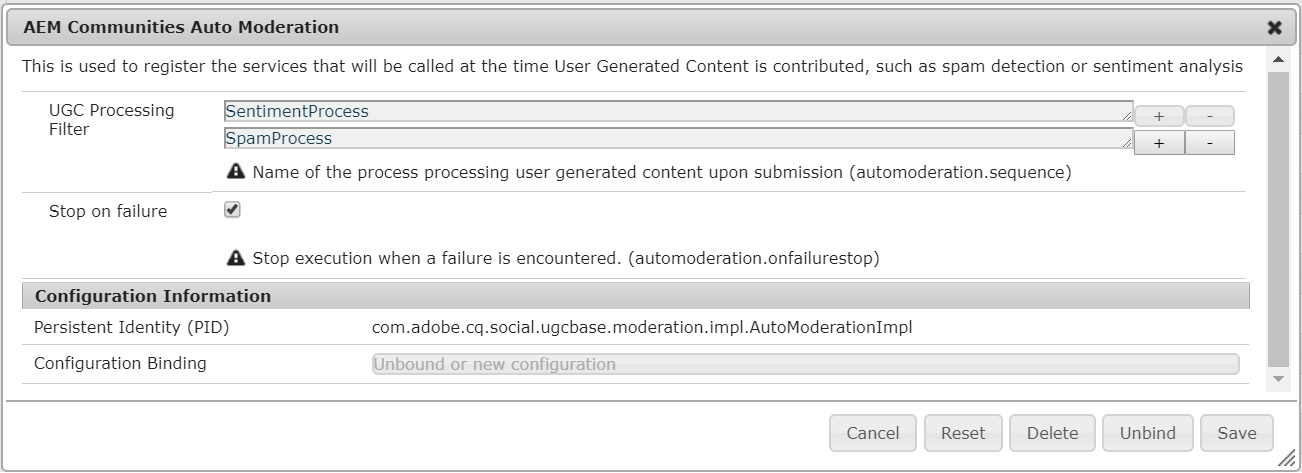 AEM Communities Auto Moderation
This is used to register the services that will be called at the time User Generated Content is contributed, such as spam detection or sentiment analysis
UGC Processing
Filter
SentimentProcess
+ -
SpamProcess
+ -
Name of the process processing user generated content upon submission (automoderation.sequence)
Stop on failure
Stop execution when a failure is encountered. (automoderation.onfailurestop)
Configuration Information
Persistent Identity (PID) com.adobe.cq.social.ugcbase.moderation.impl.AutoModerationImpl
Configuration Binding Unbound or new configuration
Cancel Reset Delete Unbind Save